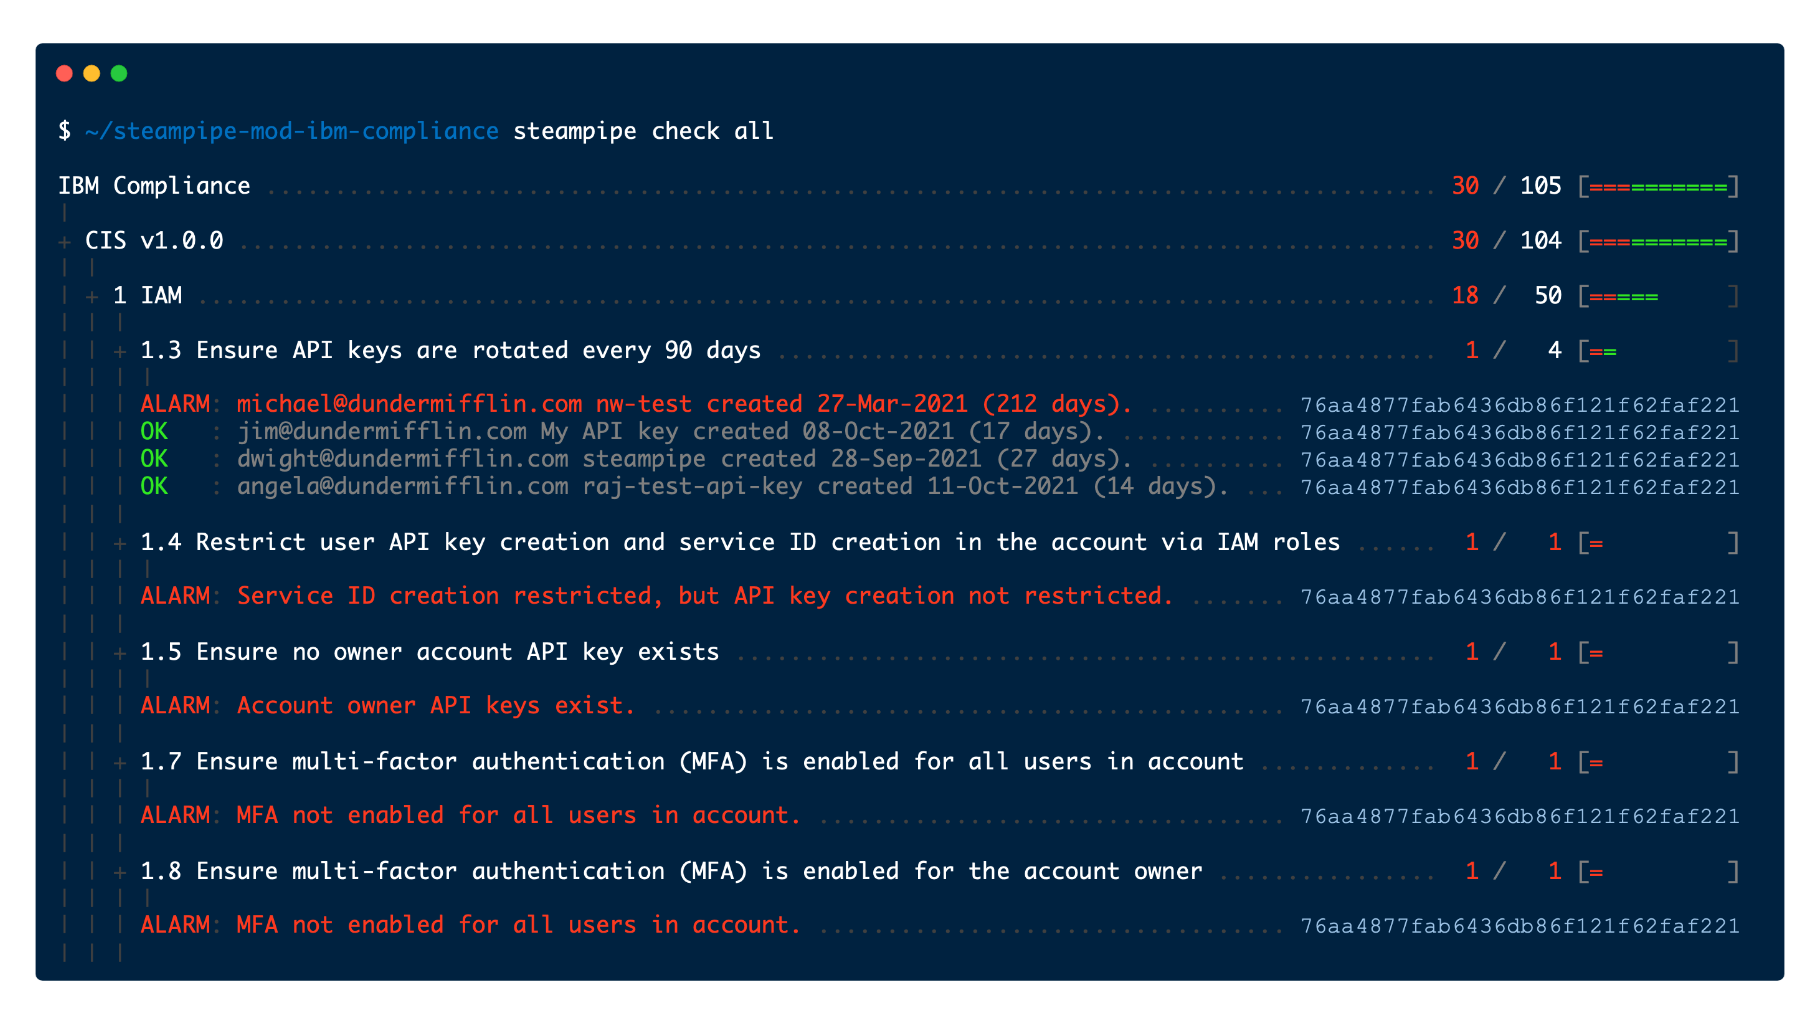 $ ~/steampipe-mod-ibm-compliance steampipe check all
IBM Compliance ..................................................................................... 30 / 105 [==========]
|
+ CIS v1.0.0 ....................................................................................... 30 / 104 [==========]
| |
| + 1 IAM .......................................................................................... 18 /  50 [=====     ]
| | |
| | + 1.3 Ensure API keys are rotated every 90 days ................................................ 1 /   4 [==        ]
| | | |
| | | ALARM: michael@dundermifflin.com nw-test created 27-Mar-2021 (212 days). .......... 76aa4877fab6436db86f121f62faf221
| | | OK   : jim@dundermifflin.com My API key created 08-Oct-2021 (17 days). ............ 76aa4877fab6436db86f121f62faf221
| | | OK   : dwight@dundermifflin.com steampipe created 28-Sep-2021 (27 days). .......... 76aa4877fab6436db86f121f62faf221
| | | OK   : angela@dundermifflin.com raj-test-api-key created 11-Oct-2021 (14 days). ... 76aa4877fab6436db86f121f62faf221
| | |
| | + 1.4 Restrict user API key creation and service ID creation in the account via IAM roles ...... 1 /   1 [=         ]
| | | |
| | | ALARM: Service ID creation restricted, but API key creation not restricted. ....... 76aa4877fab6436db86f121f62faf221
| | |
| | + 1.5 Ensure no owner account API key exists ................................................... 1 /   1 [=         ]
| | | |
| | | ALARM: Account owner API keys exist. .............................................. 76aa4877fab6436db86f121f62faf221
| | |
| | + 1.7 Ensure multi-factor authentication (MFA) is enabled for all users in account ............. 1 /   1 [=         ]
| | | |
| | | ALARM: MFA not enabled for all users in account. .................................. 76aa4877fab6436db86f121f62faf221
| | |
| | + 1.8 Ensure multi-factor authentication (MFA) is enabled for the account owner ................ 1 /   1 [=         ]
| | | |
| | | ALARM: MFA not enabled for all users in account. .................................. 76aa4877fab6436db86f121f62faf221
| | |